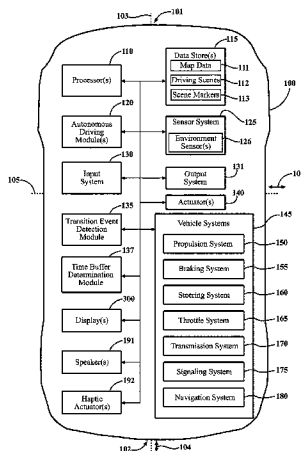 103
101
110
115
Processor(s)
Data Store(s)
Map Data
111
Driving Scenes
112
Scene Markers
113
100
120
125
Autonomous
Driving
Module(s)
Sensor System
Environment
Sensor(s)
126
130
131
105
Input
System
Output
System
10
140
Actuator(s)
135
145
Transition Event
Detection
Module
Vehicle Systems
Propulsion System
150
137
Time Buffer
Determination
Module
Braking System
155
Steering System
160
300
Display(s)
Throttle System
165
191
Speaker(s)
Transmission System
170
192
Haptic
Actuator(s)
Signaling System
175
Navigation System
180
102
104